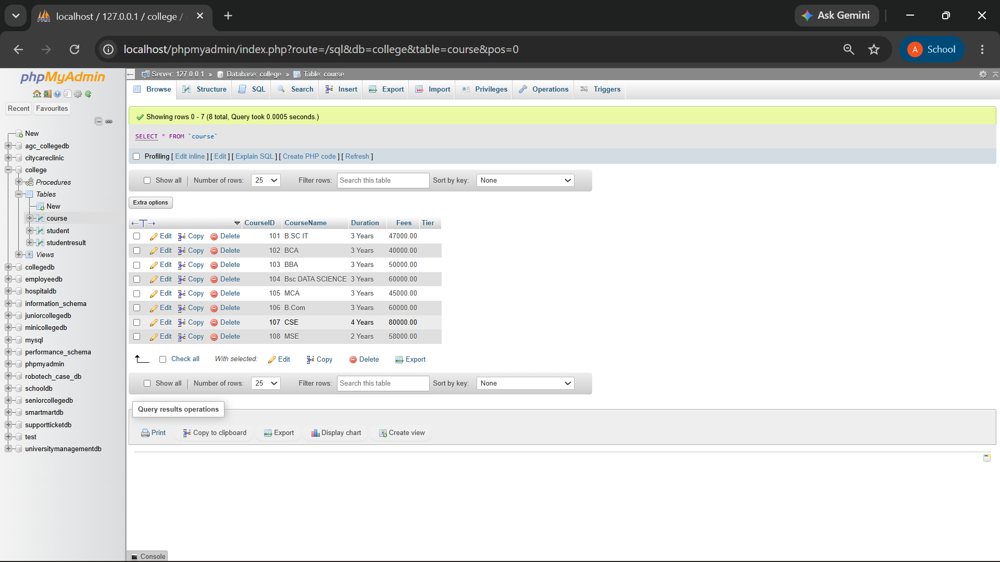 localhost / 127.0.0.1 / college /
Ask Gemini
localhost/phpmyadmin/index.php?route=/sql&db=college&table=course&pos=0
A School
phpMyAdmin
Recent Favourites
New
agc_collegedb
citycareclinic
college
Procedures
Tables
New
course
student
studentresult
Views
collegedb
employeedb
hospitaldb
information_schema
juniorcollegedb
minicollegedb
mysql
performance_schema
phpmyadmin
robotech_case_db
schooldb
seniorcollegedb
smartmartdb
supportticketdb
test
universitymanagementdb
Server: 127.0.0.1 » Database: college » Table: course
Browse Structure SQL Search Insert Export Import Privileges Operations Triggers
Showing rows 0 - 7 (8 total, Query took 0.0005 seconds.)
SELECT * FROM `course`
Profiling [ Edit inline ] [ Edit ] [ Explain SQL ] [ Create PHP code ] [ Refresh ]
Show all | Number of rows: 25 Filter rows: Search this table Sort by key: None
Extra options
←T→ CourseID CourseName Duration Fees Tier
Edit Copy Delete 101 B.SC IT 3 Years 47000.00
Edit Copy Delete 102 BCA 3 Years 40000.00
Edit Copy Delete 103 BBA 3 Years 50000.00
Edit Copy Delete 104 Bsc DATA SCIENCE 3 Years 60000.00
Edit Copy Delete 105 MCA 3 Years 45000.00
Edit Copy Delete 106 B.Com 3 Years 60000.00
Edit Copy Delete 107 CSE 4 Years 80000.00
Edit Copy Delete 108 MSE 2 Years 58000.00
Check all With selected: Edit Copy Delete Export
Show all | Number of rows: 25 Filter rows: Search this table Sort by key: None
Query results operations
Print Copy to clipboard Export Display chart Create view
Console